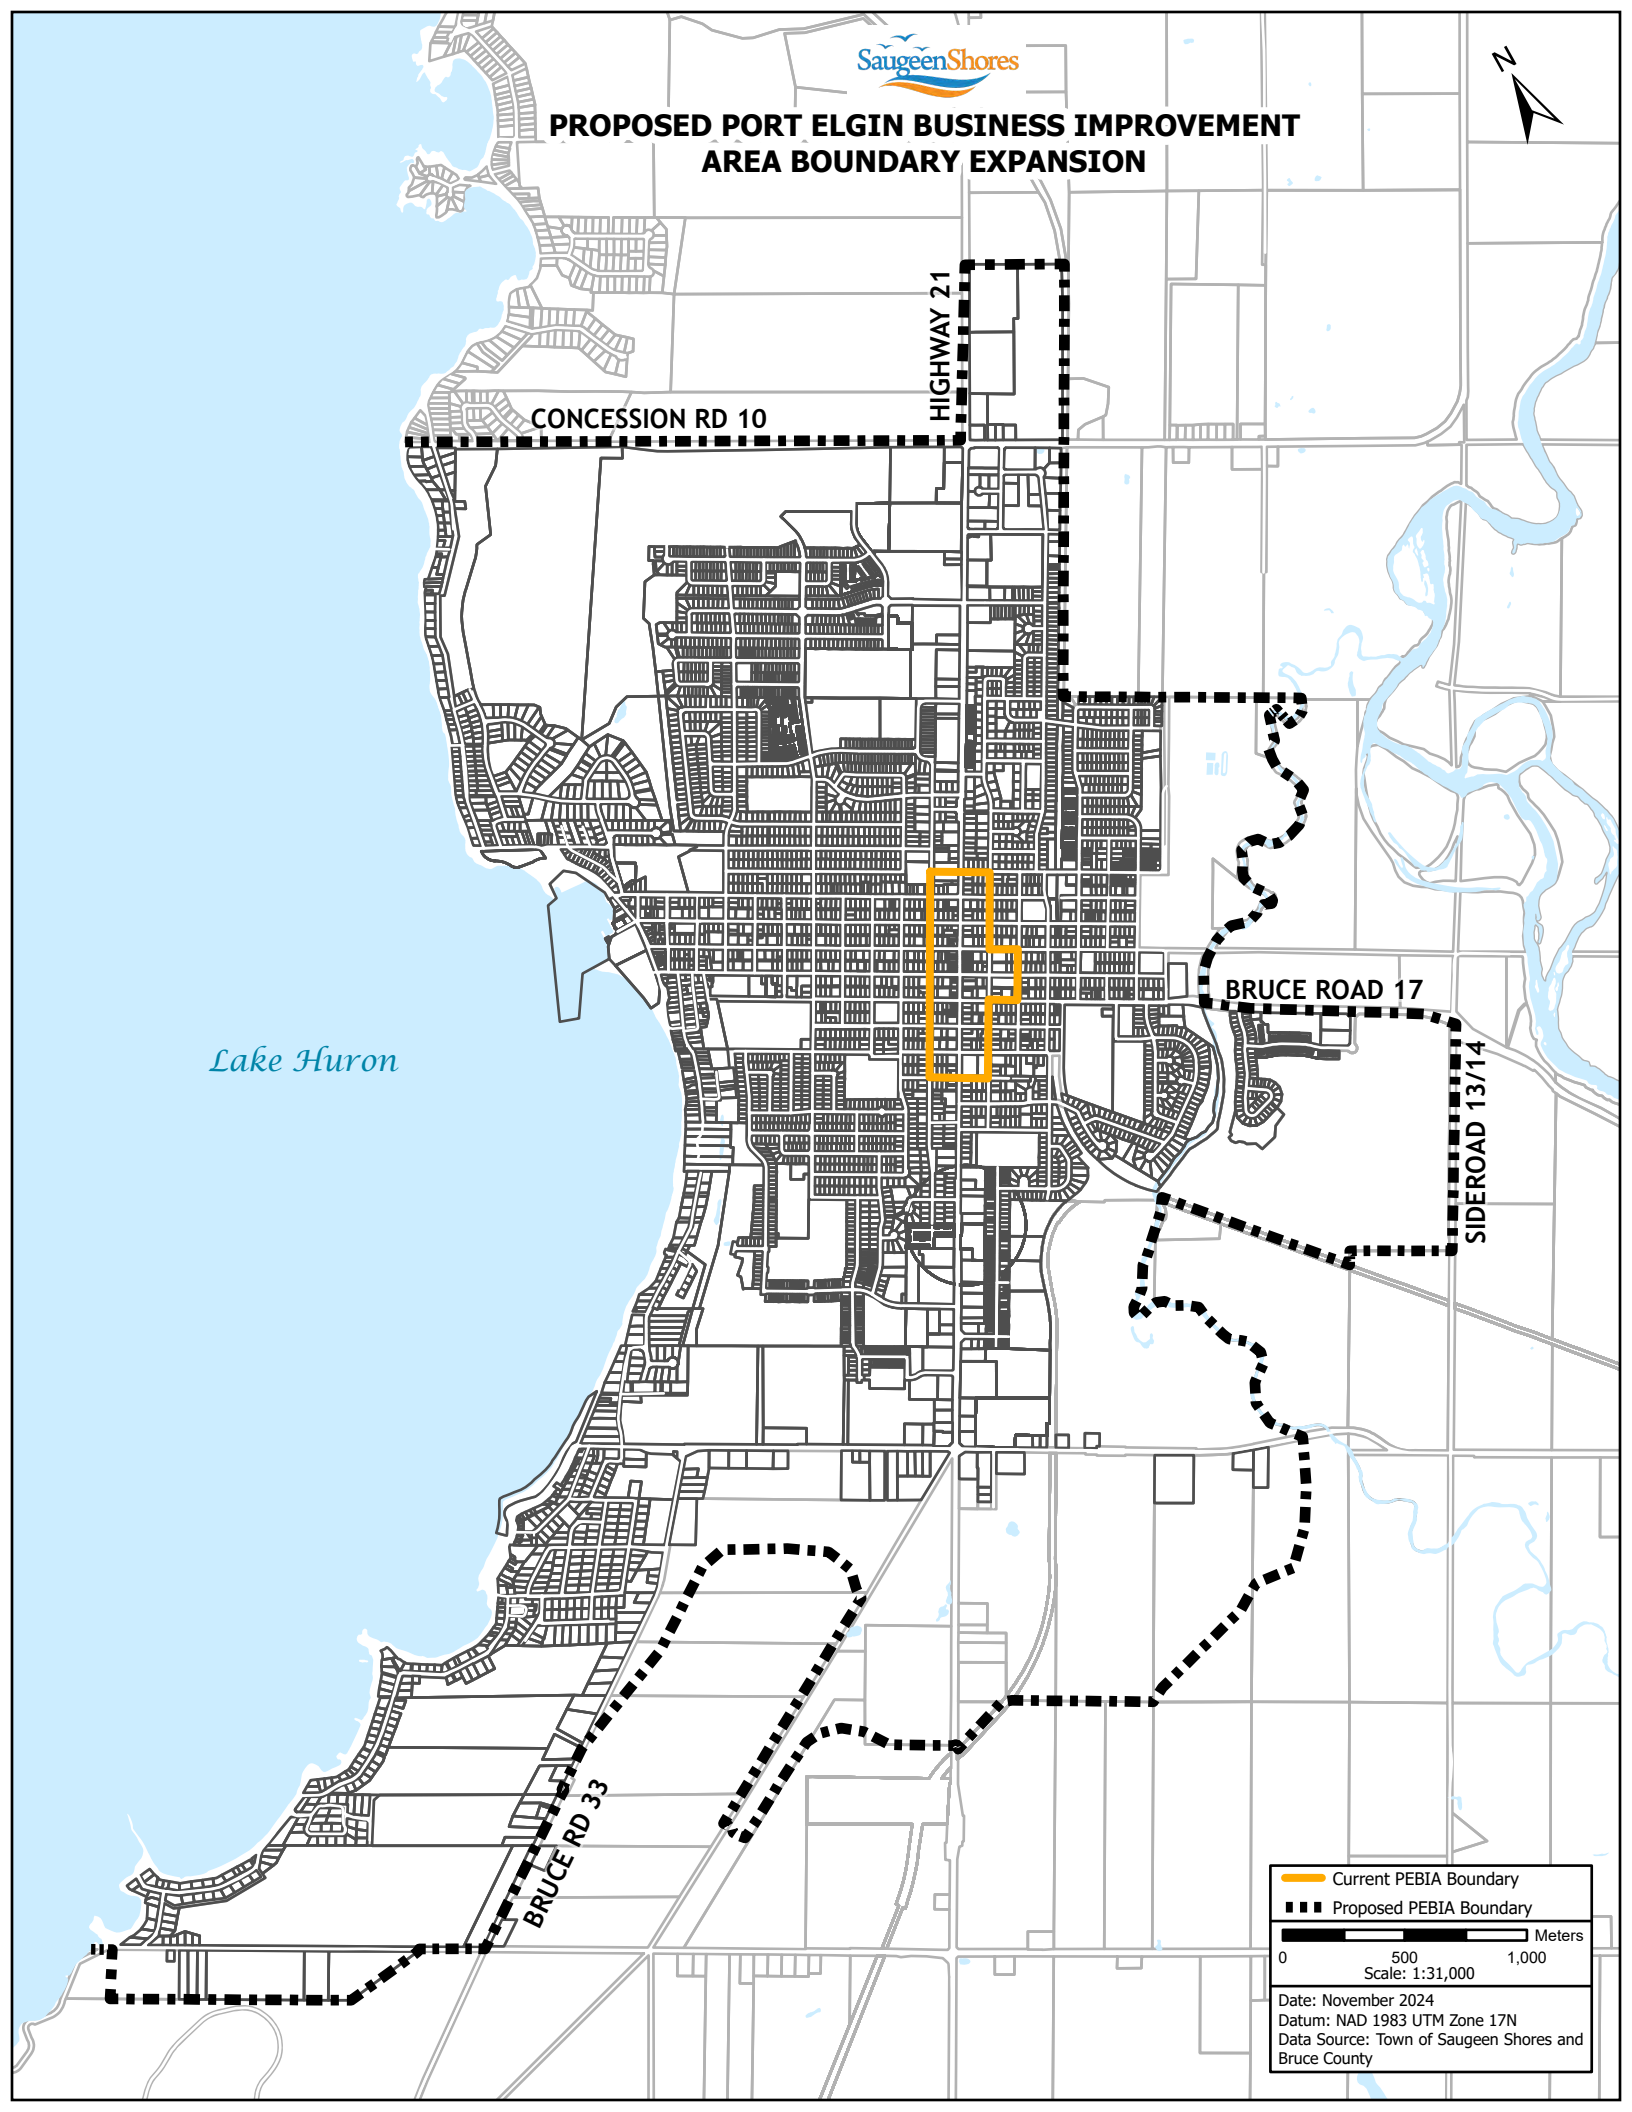 SaugeenShores
N
PROPOSED PORT ELGIN BUSINESS IMPROVEMENT
AREA BOUNDARY EXPANSION
HIGHWAY 21
CONCESSION RD 10
BRUCE ROAD 17
Lake Huron
SIDEROAD 13/14
BRUCE RD 33
Current PEBIA Boundary
Proposed PEBIA Boundary
Meters
0 500 1,000
Scale: 1:31,000
Date: November 2024
Datum: NAD 1983 UTM Zone 17N
Data Source: Town of Saugeen Shores and
Bruce County